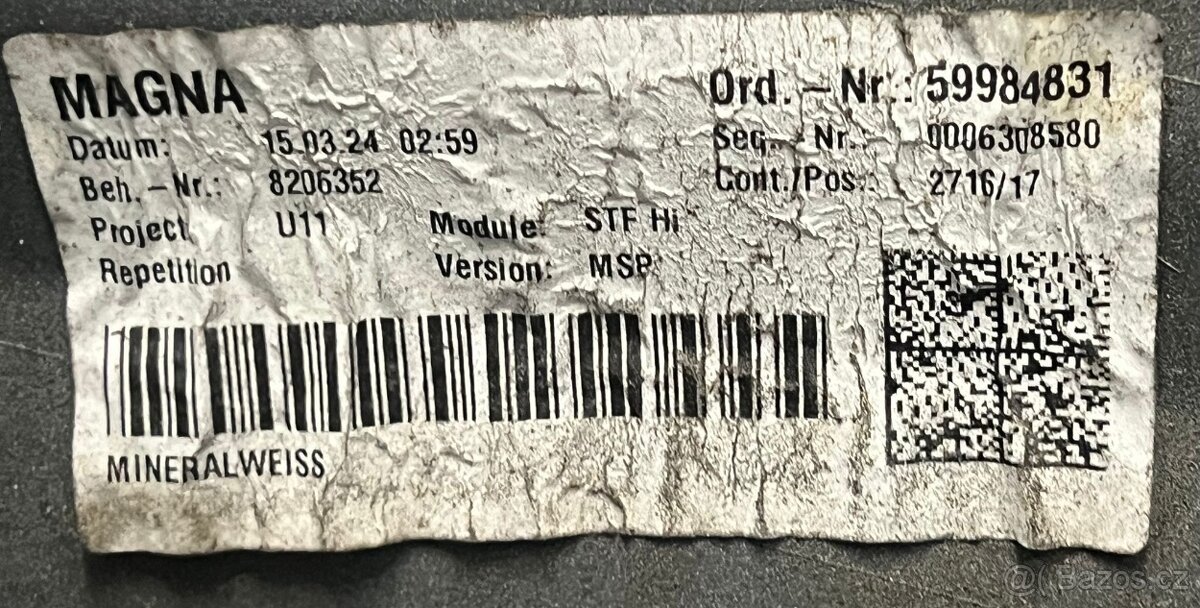 MAGNA
Ord.-Nr.: 59984831
Datum: 15.03.24 02:59
Seq.-Nr.: 0006308580
Beh.-Nr.: 8206352
Cont./Pos.: 2716/17
Project U11 Module: STF Hi
Repetition Version: MSP
MINERALWEISS
@( Bazos.cz